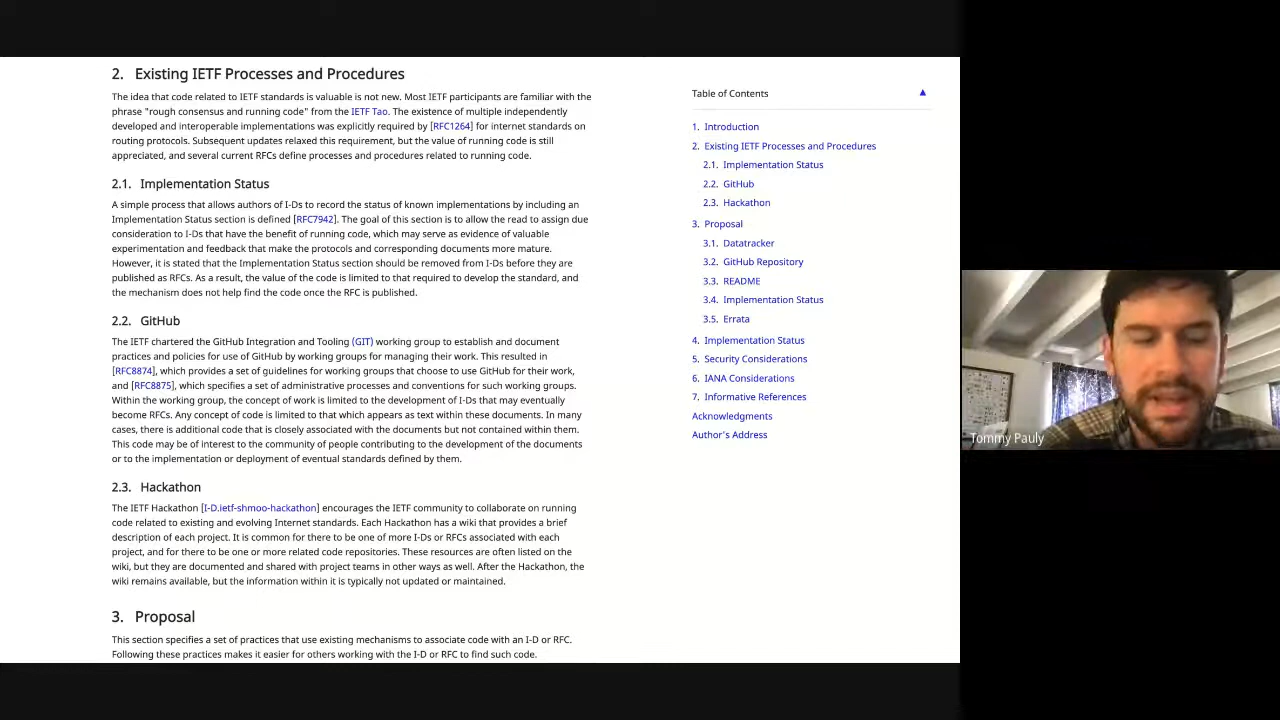 2. Existing IETF Processes and Procedures
The idea that code related to IETF standards is valuable is not new. Most IETF participants are familiar with the
phrase "rough consensus and running code" from the IETF Tao. The existence of multiple independently
developed and interoperable implementations was explicitly required by [RFC1264] for internet standards on
routing protocols. Subsequent updates relaxed this requirement, but the value of running code is still
appreciated, and several current RFCs define processes and procedures related to running code.
2.1. Implementation Status
A simple process that allows authors of I-Ds to record the status of known implementations by including an
Implementation Status section is defined [RFC7942]. The goal of this section is to allow the read to assign due
consideration to I-Ds that have the benefit of running code, which may serve as evidence of valuable
experimentation and feedback that make the protocols and corresponding documents more mature.
However, it is stated that the Implementation Status section should be removed from I-Ds before they are
published as RFCs. As a result, the value of the code is limited to that required to develop the standard, and
the mechanism does not help find the code once the RFC is published.
2.2. GitHub
The IETF chartered the GitHub Integration and Tooling (GIT) working group to establish and document
practices and policies for use of GitHub by working groups for managing their work. This resulted in
[RFC8874], which provides a set of guidelines for working groups that choose to use GitHub for their work,
and [RFC8875], which specifies a set of administrative processes and conventions for such working groups.
Within the working group, the concept of work is limited to the development of I-Ds that may eventually
become RFCs. Any concept of code is limited to that which appears as text within these documents. In many
cases, there is additional code that is closely associated with the documents but not contained within them.
This code may be of interest to the community of people contributing to the development of the documents
or to the implementation or deployment of eventual standards defined by them.
2.3. Hackathon
The IETF Hackathon [I-D.ietf-shmoo-hackathon] encourages the IETF community to collaborate on running
code related to existing and evolving Internet standards. Each Hackathon has a wiki that provides a brief
description of each project. It is common for there to be one of more I-Ds or RFCs associated with each
project, and for there to be one or more related code repositories. These resources are often listed on the
wiki, but they are documented and shared with project teams in other ways as well. After the Hackathon, the
wiki remains available, but the information within it is typically not updated or maintained.
3. Proposal
This section specifies a set of practices that use existing mechanisms to associate code with an I-D or RFC.
Following these practices makes it easier for others working with the I-D or RFC to find such code.
Table of Contents ▲
1. Introduction
2. Existing IETF Processes and Procedures
2.1. Implementation Status
2.2. GitHub
2.3. Hackathon
3. Proposal
3.1. Datatracker
3.2. GitHub Repository
3.3. README
3.4. Implementation Status
3.5. Errata
4. Implementation Status
5. Security Considerations
6. IANA Considerations
7. Informative References
Acknowledgments
Author's Address
Tommy Pauly